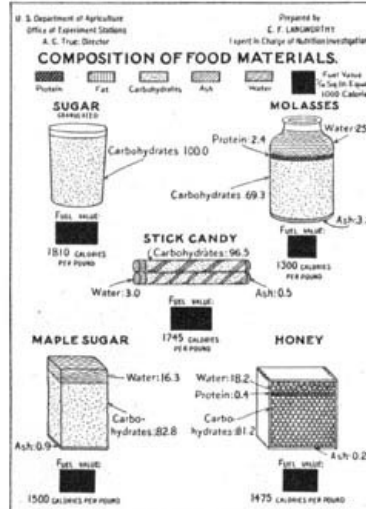 U. S. Department of Agriculture
Office of Experiment Stations
A. C. True: Director
Prepared by
C. F. LANGWORTHY
Expert in Charge of Nutrition Investigations
COMPOSITION OF FOOD MATERIALS.
Protein
Fat
Carbohydrates
Ash
Water
Fuel Value
Sq. In. Equals
1000 Calories
SUGAR
GRANULATED
Carbohydrates 100.0
FUEL VALUE:
1810 CALORIES
PER POUND
MOLASSES
Water: 25
Protein: 2.4
Carbohydrates 69.3
Ash: 3.
FUEL VALUE:
1300 CALORIES
PER POUND
STICK CANDY
Carbohydrates: 96.5
Water: 3.0
Ash: 0.5
FUEL VALUE:
1745 CALORIES
PER POUND
MAPLE SUGAR
Water: 16.3
Carbo-
hydrates: 82.8
Ash: 0.9
FUEL VALUE:
1500 CALORIES PER POUND
HONEY
Water: 18.2
Protein: 0.4
Carbo-
hydrates: 81.2
Ash: 0.2
FUEL VALUE:
1475 CALORIES PER POUND